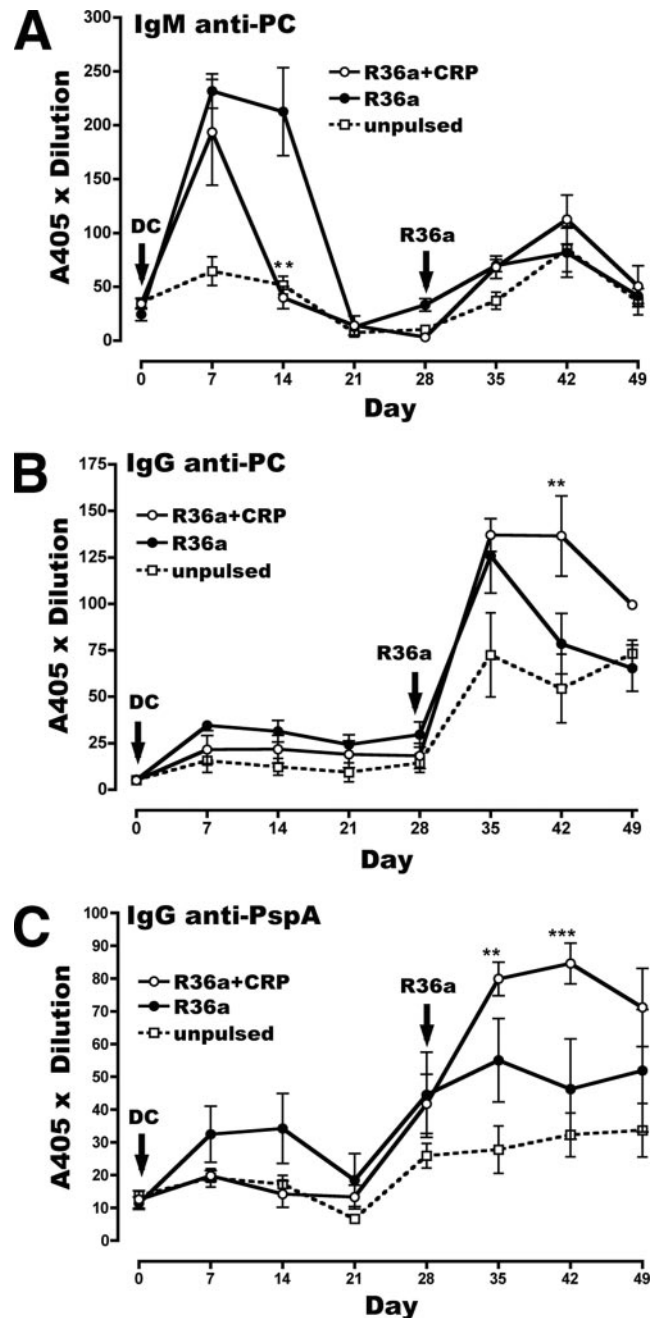 A
IgM anti-PC
R36a+CRP
R36a
unpulsed
A405 x Dilution
300
250
200
150
100
50
0
DC
**
R36a
0 7 14 21 28 35 42 49
Day
B
IgG anti-PC
R36a+CRP
R36a
unpulsed
A405 x Dilution
175
150
125
100
75
50
25
0
DC
R36a
**
0 7 14 21 28 35 42 49
Day
C
IgG anti-PspA
R36a+CRP
R36a
unpulsed
A405 x Dilution
100
90
80
70
60
50
40
30
20
10
0
DC
R36a
**
***
0 7 14 21 28 35 42 49
Day